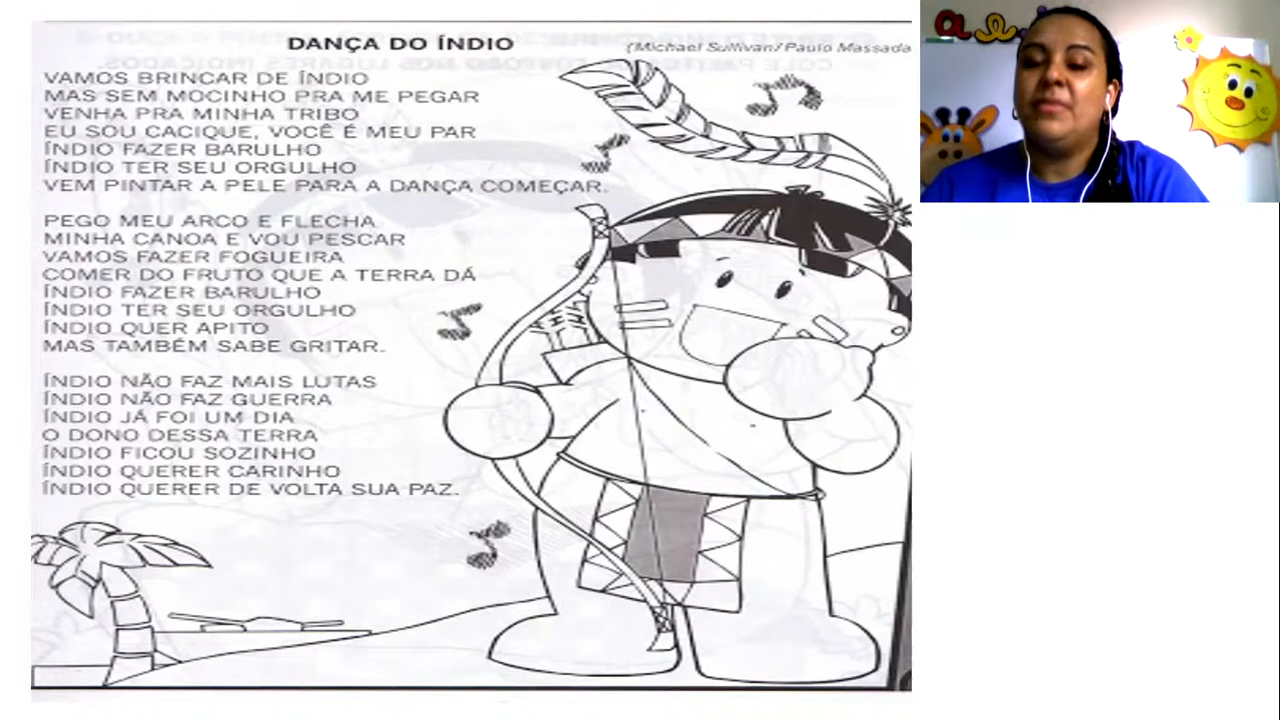 DANÇA DO ÍNDIO
(Michael Sullivan/Paulo Massada
VAMOS BRINCAR DE ÍNDIO
MAS SEM MOCINHO PRA ME PEGAR
VENHA PRA MINHA TRIBO
EU SOU CACIQUE, VOCÊ É MEU PAR
ÍNDIO FAZER BARULHO
ÍNDIO TER SEU ORGULHO
VEM PINTAR A PELE PARA A DANÇA COMEÇAR.
PEGO MEU ARCO E FLECHA
MINHA CANOA E VOU PESCAR
VAMOS FAZER FOGUEIRA
COMER DO FRUTO QUE A TERRA DÁ
ÍNDIO FAZER BARULHO
ÍNDIO TER SEU ORGULHO
ÍNDIO QUER APITO
MAS TAMBÉM SABE GRITAR.
ÍNDIO NÃO FAZ MAIS LUTAS
ÍNDIO NÃO FAZ GUERRA
ÍNDIO JÁ FOI UM DIA
O DONO DESSA TERRA
ÍNDIO FICOU SOZINHO
ÍNDIO QUERER CARINHO
ÍNDIO QUERER DE VOLTA SUA PAZ.
a e i